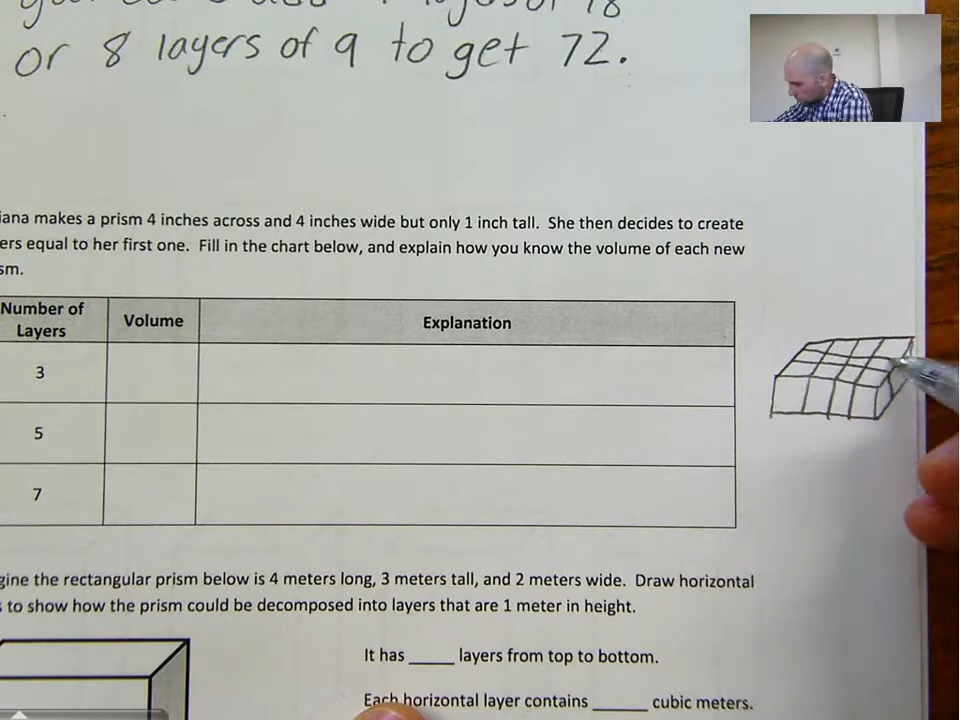 18
or 8 layers of 9 to get 72.
iana makes a prism 4 inches across and 4 inches wide but only 1 inch tall. She then decides to create
ers equal to her first one. Fill in the chart below, and explain how you know the volume of each new
sm.
Number of Layers Volume Explanation
3
5
7
gine the rectangular prism below is 4 meters long, 3 meters tall, and 2 meters wide. Draw horizontal
s to show how the prism could be decomposed into layers that are 1 meter in height.
It has _____ layers from top to bottom.
Each horizontal layer contains ______ cubic meters.